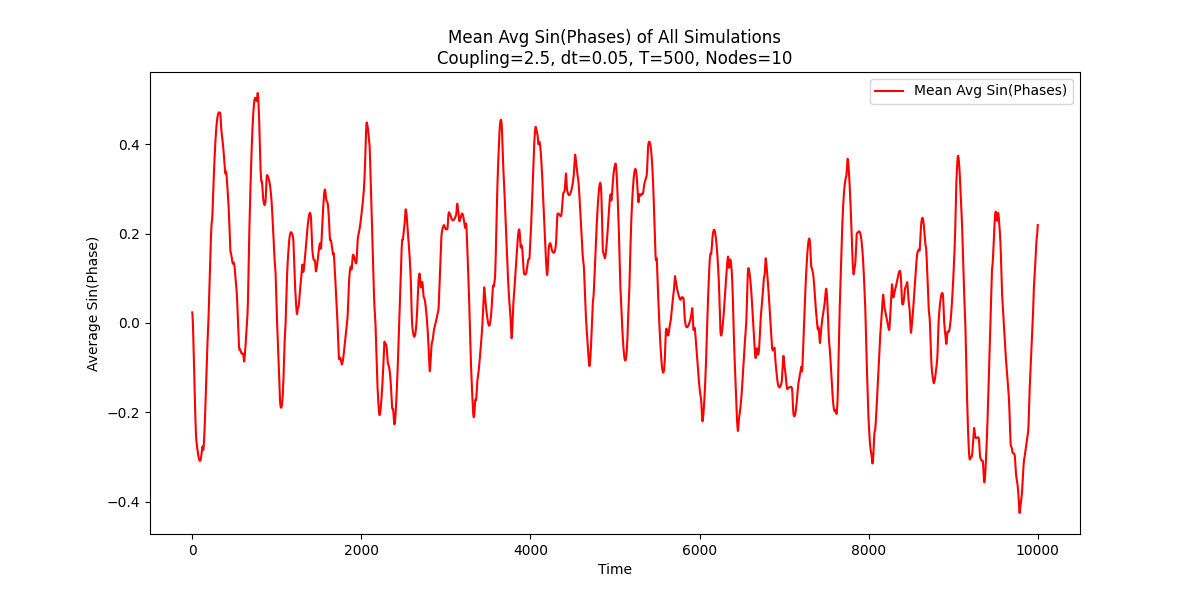 Mean Avg Sin(Phases) of All Simulations
Coupling=2.5, dt=0.05, T=500, Nodes=10
Mean Avg Sin(Phases)
Average Sin(Phase)
0.4
0.2
0.0
−0.2
−0.4
0 2000 4000 6000 8000 10000
Time